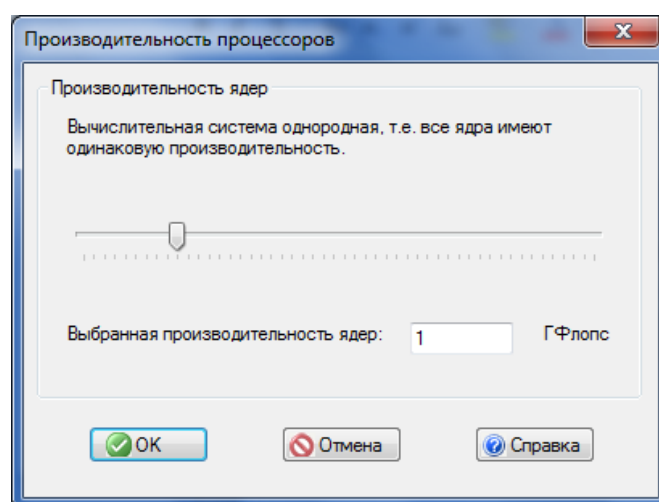 Производительность процессоров
Производительность ядер
Вычислительная система однородная, т.е. все ядра имеют
одинаковую производительность.
Выбранная производительность ядер: 1 ГФлопс
OK Отмена Справка